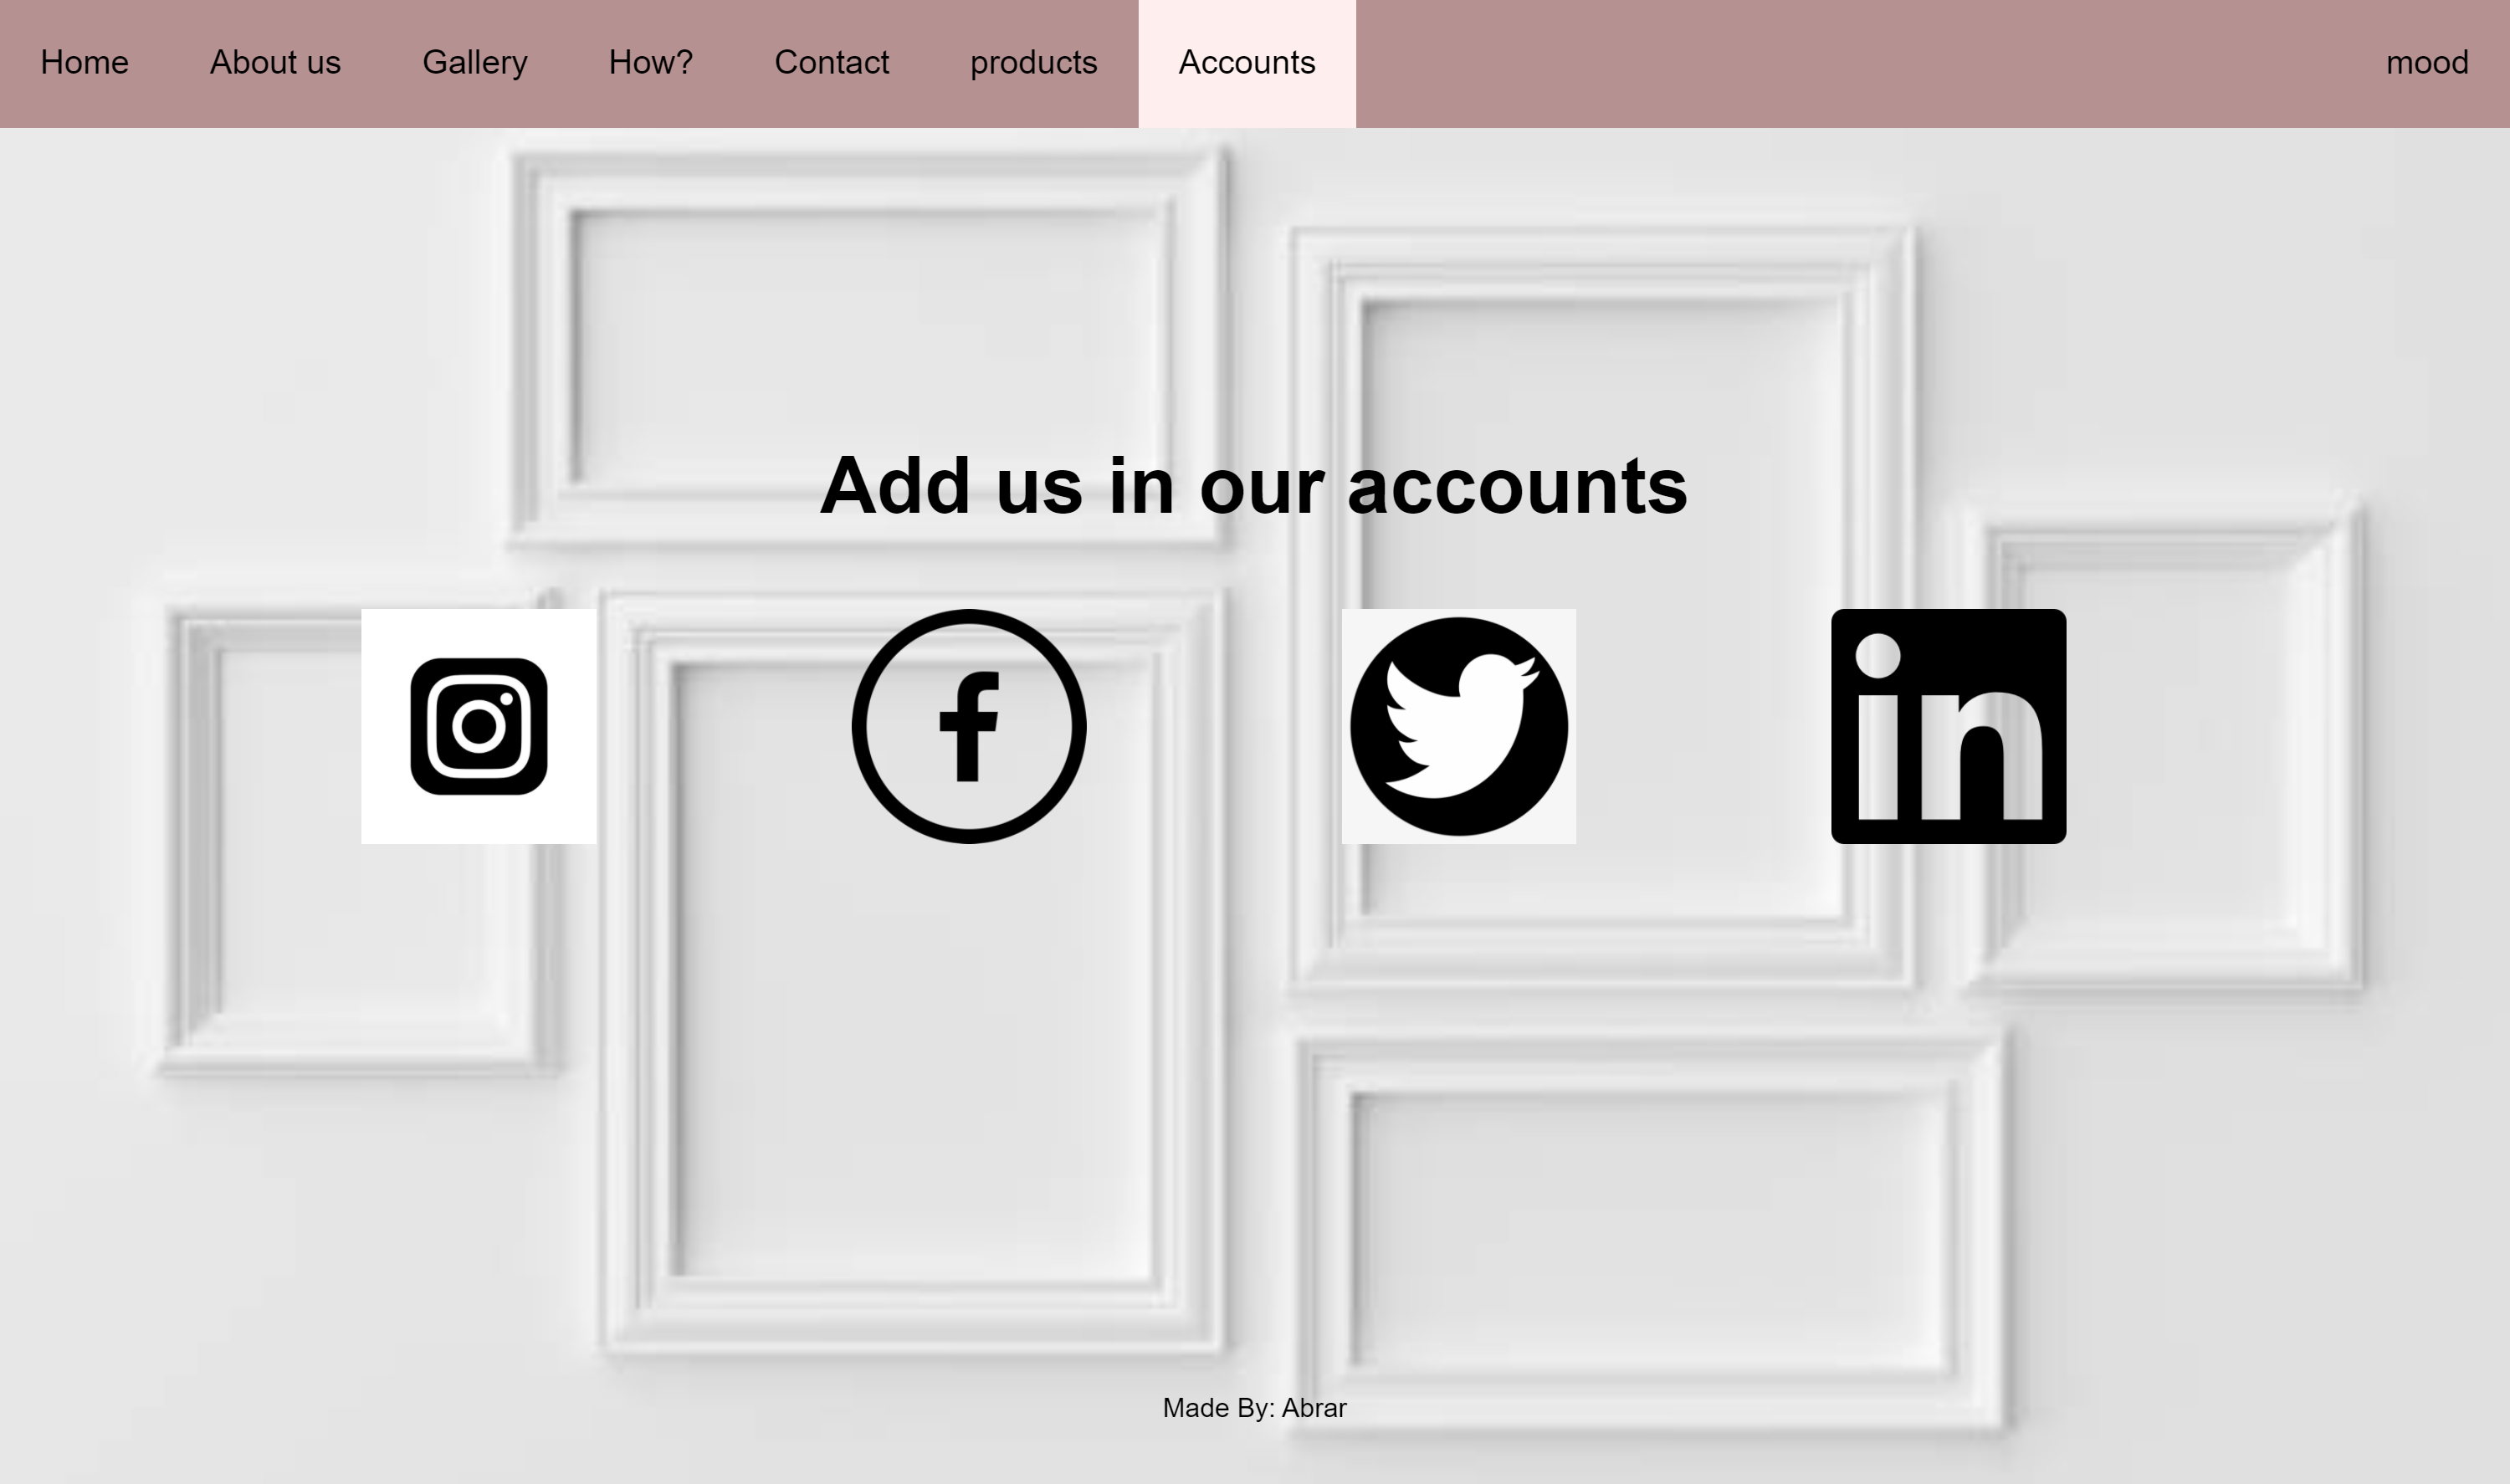 Home About us Gallery How? Contact products Accounts mood
Add us in our accounts
f in
Made By: Abrar